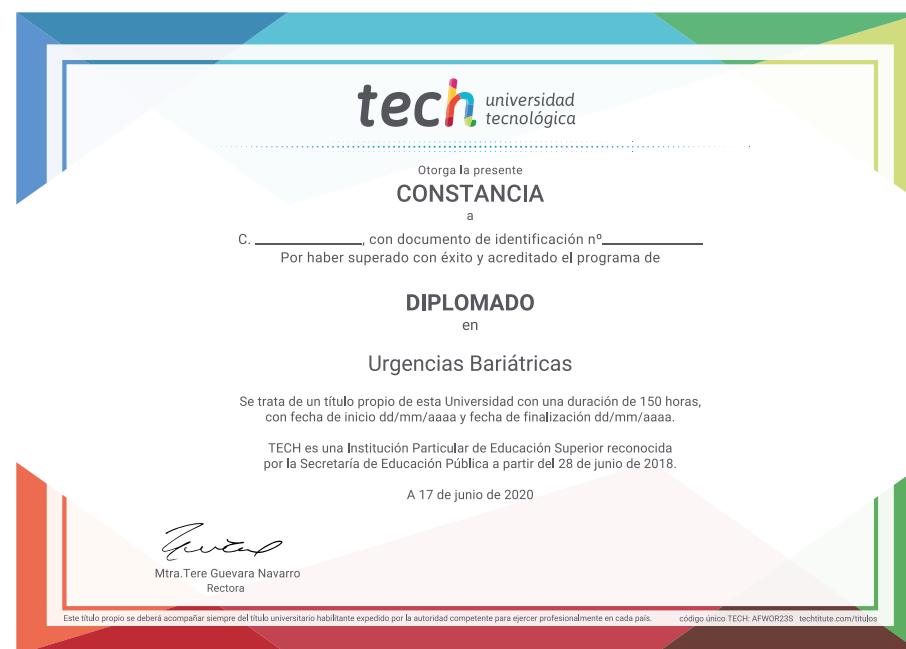 tech universidad
tecnológica
Otorga la presente
CONSTANCIA
a
C. ______________, con documento de identificación nº_____________
Por haber superado con éxito y acreditado el programa de
DIPLOMADO
en
Urgencias Bariátricas
Se trata de un título propio de esta Universidad con una duración de 150 horas,
con fecha de inicio dd/mm/aaaa y fecha de finalización dd/mm/aaaa.
TECH es una Institución Particular de Educación Superior reconocida
por la Secretaría de Educación Pública a partir del 28 de junio de 2018.
A 17 de junio de 2020
Mtra.Tere Guevara Navarro
Rectora
Este título propio se deberá acompañar siempre del título universitario habilitante expedido por la autoridad competente para ejercer profesionalmente en cada país. código único TECH: AFWOR23S techtitute.com/titulos